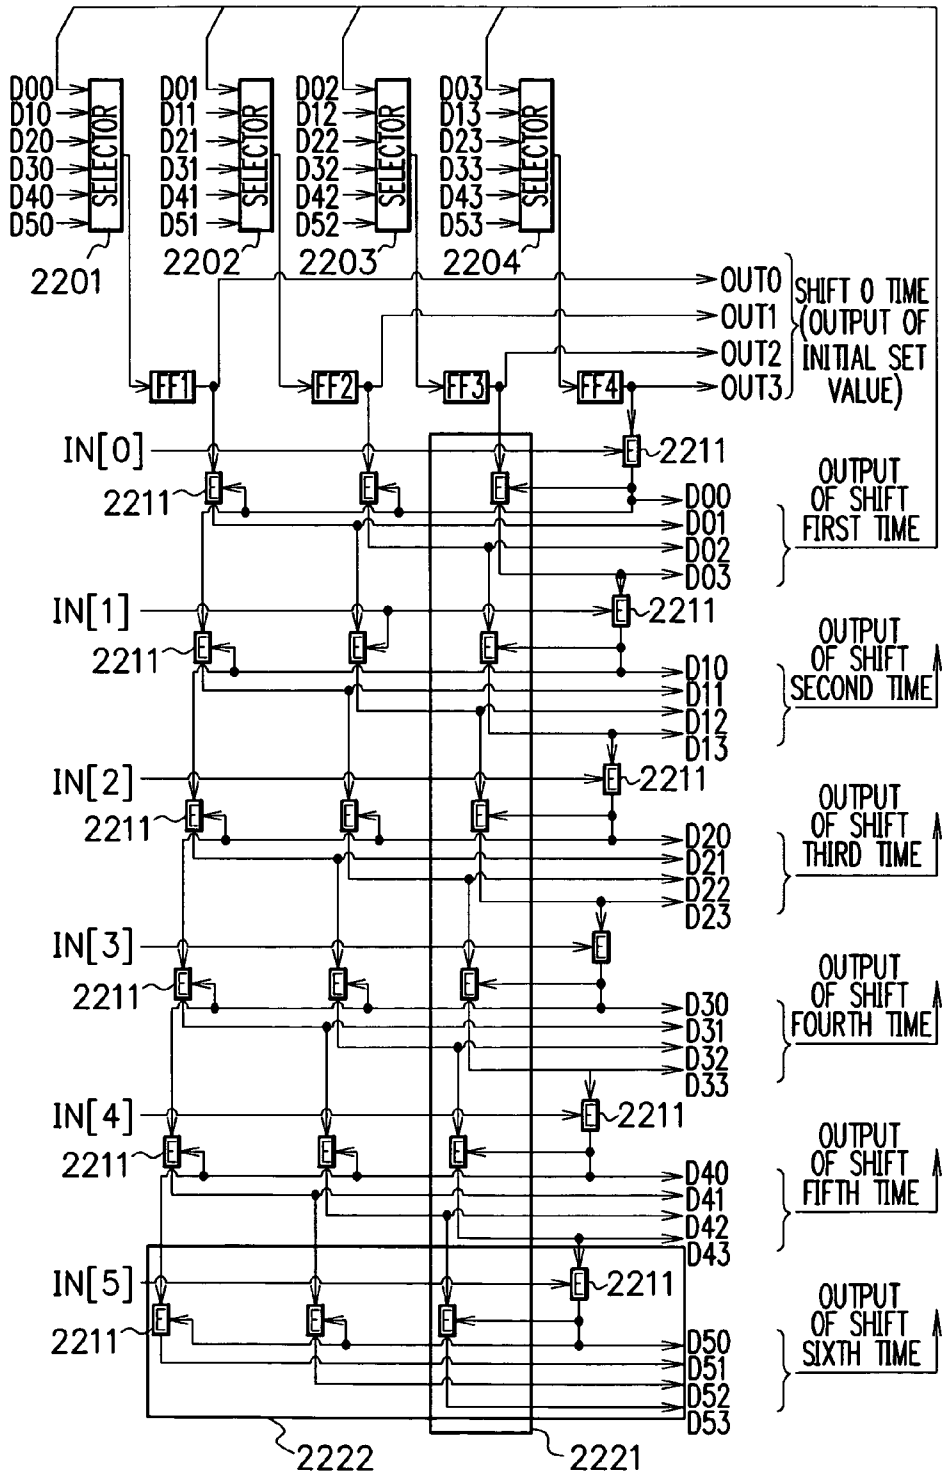 D00 D01 D02 D03
D10 D11 D12 D13
D20 D21 D22 D23
D30 D31 D32 D33
D40 D41 D42 D43
D50 D51 D52 D53
SELECTOR SELECTOR SELECTOR SELECTOR
2201 2202 2203 2204
OUT0
OUT1
OUT2
OUT3
SHIFT 0 TIME
(OUTPUT OF
INITIAL SET
VALUE)
FF1 FF2 FF3 FF4
IN[0]
E 2211
E E E
2211
D00
D01
D02
D03
OUTPUT
OF SHIFT
FIRST TIME
IN[1]
E 2211
E E E
2211
D10
D11
D12
D13
OUTPUT
OF SHIFT
SECOND TIME
IN[2]
E 2211
E E E
2211
D20
D21
D22
D23
OUTPUT
OF SHIFT
THIRD TIME
IN[3]
E
E E E
2211
D30
D31
D32
D33
OUTPUT
OF SHIFT
FOURTH TIME
IN[4]
E 2211
E E E
2211
D40
D41
D42
D43
OUTPUT
OF SHIFT
FIFTH TIME
IN[5]
E 2211
E E E
2211
D50
D51
D52
D53
OUTPUT
OF SHIFT
SIXTH TIME
2222 2221